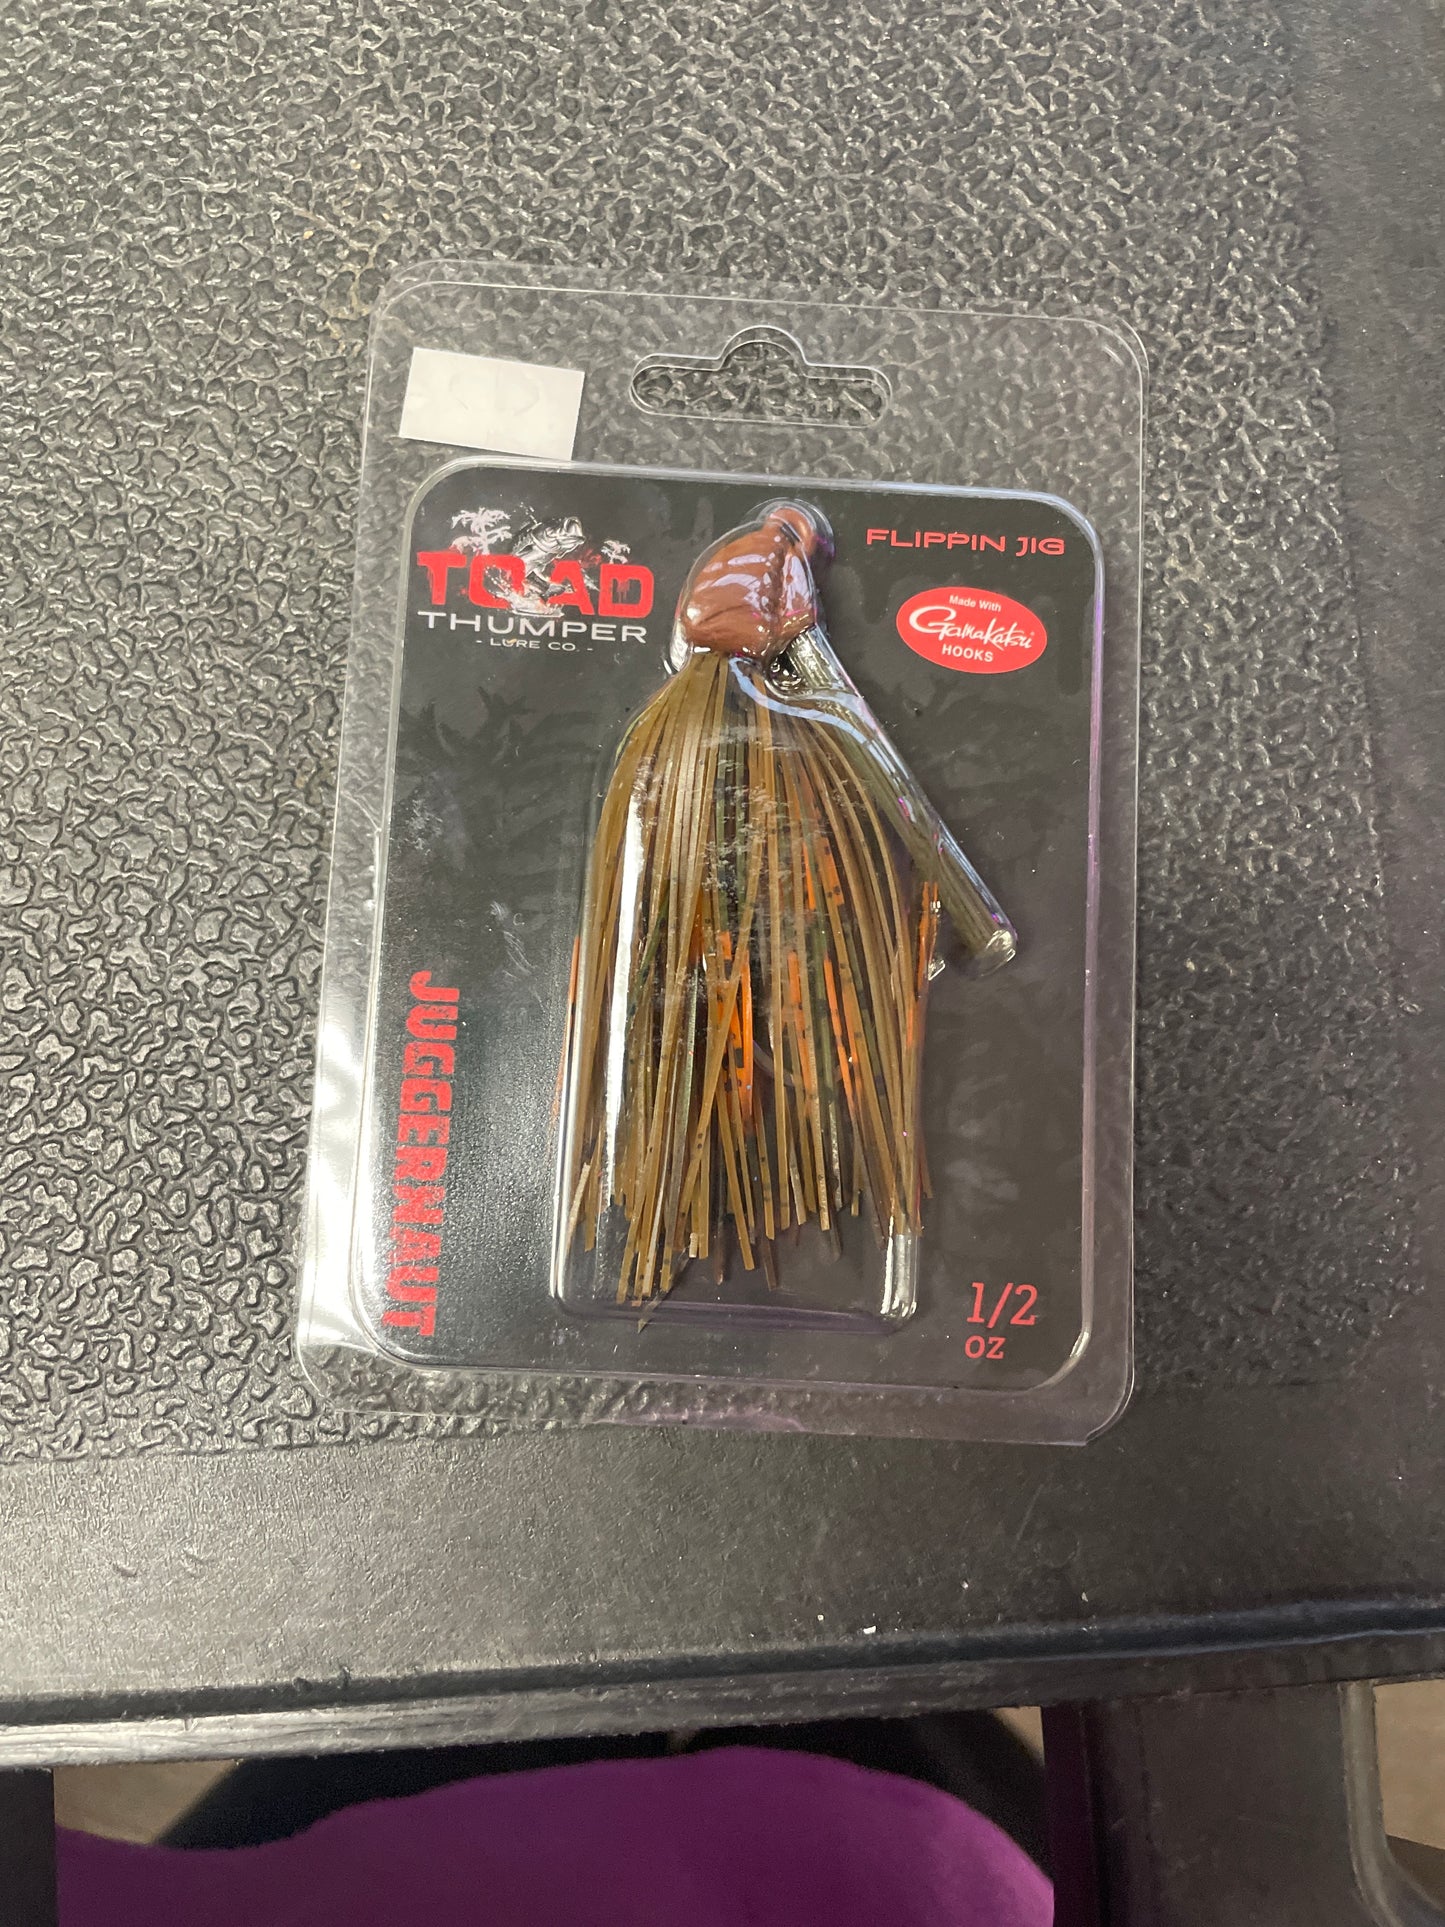 TOAD
THUMPER
- LURE CO. -
FLIPPIN JIG
Made With
Gamakatsu
HOOKS
JUGGERNAUT
1/2
oz